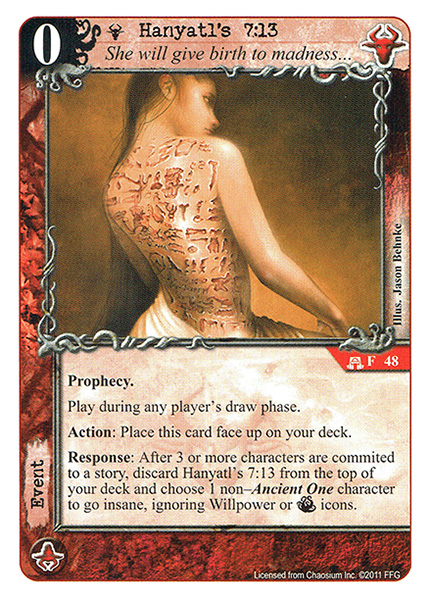 0
Hanyatl's 7:13
She will give birth to madness...
Illus. Jason Behnke
F 48
Prophecy.
Play during any player's draw phase.
Action: Place this card face up on your deck.
Response: After 3 or more characters are commited
to a story, discard Hanyatl's 7:13 from the top of
your deck and choose 1 non–Ancient One character
to go insane, ignoring Willpower or icons.
Event
Licensed from Chaosium Inc. ©2011 FFG